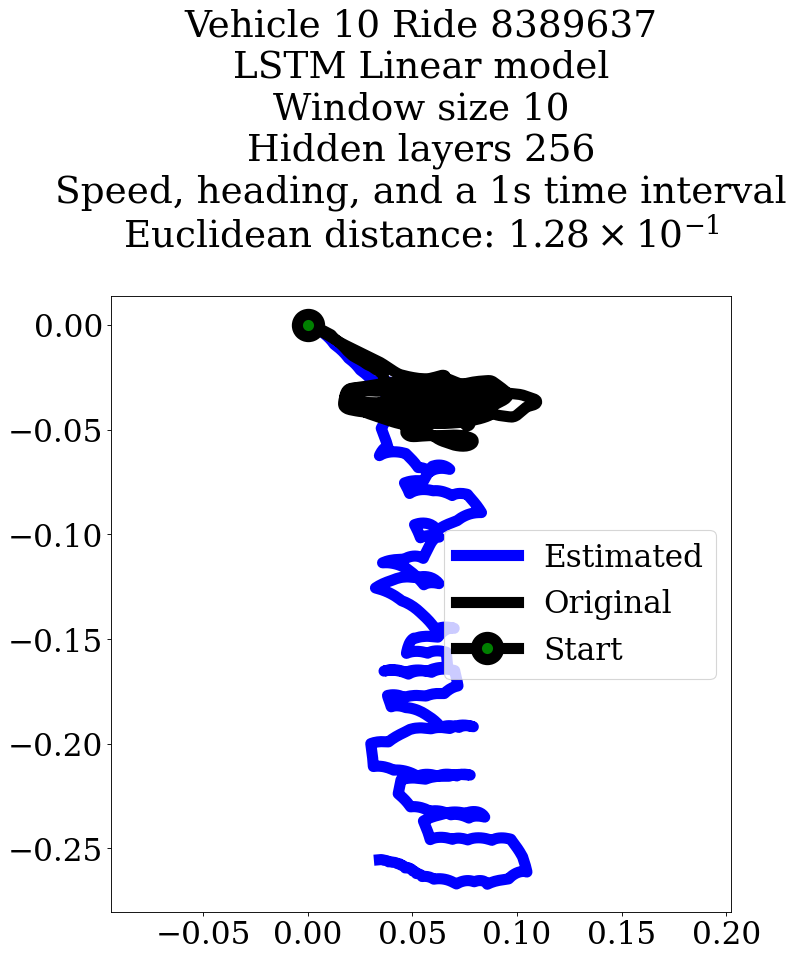 Vehicle 10 Ride 8389637
LSTM Linear model
Window size 10
Hidden layers 256
Speed, heading, and a 1s time interval
Euclidean distance: 1.28 × 10⁻¹
0.00
−0.05
−0.10
−0.15
−0.20
−0.25
Estimated
Original
Start
−0.05 0.00 0.05 0.10 0.15 0.20